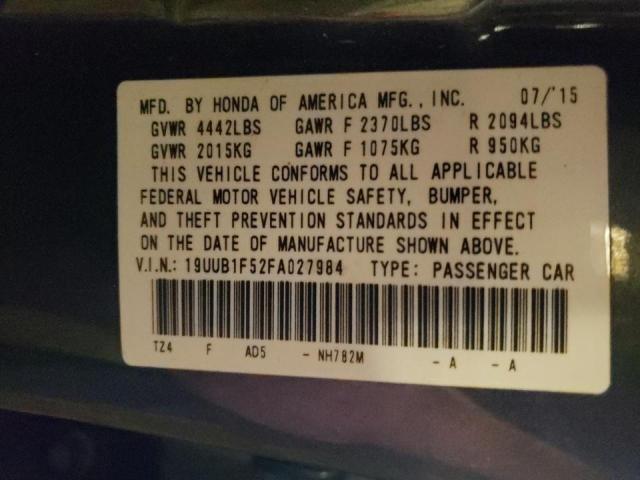 MFD. BY HONDA OF AMERICA MFG., INC. 07/'15
GVWR 4442LBS GAWR F 2370LBS R 2094LBS
GVWR 2015KG GAWR F 1075KG R 950KG
THIS VEHICLE CONFORMS TO ALL APPLICABLE
FEDERAL MOTOR VEHICLE SAFETY, BUMPER,
AND THEFT PREVENTION STANDARDS IN EFFECT
ON THE DATE OF MANUFACTURE SHOWN ABOVE.
V.I.N.: 19UUB1F52FA027984 TYPE: PASSENGER CAR
TZ4 F AD5 - NH782M - A - A